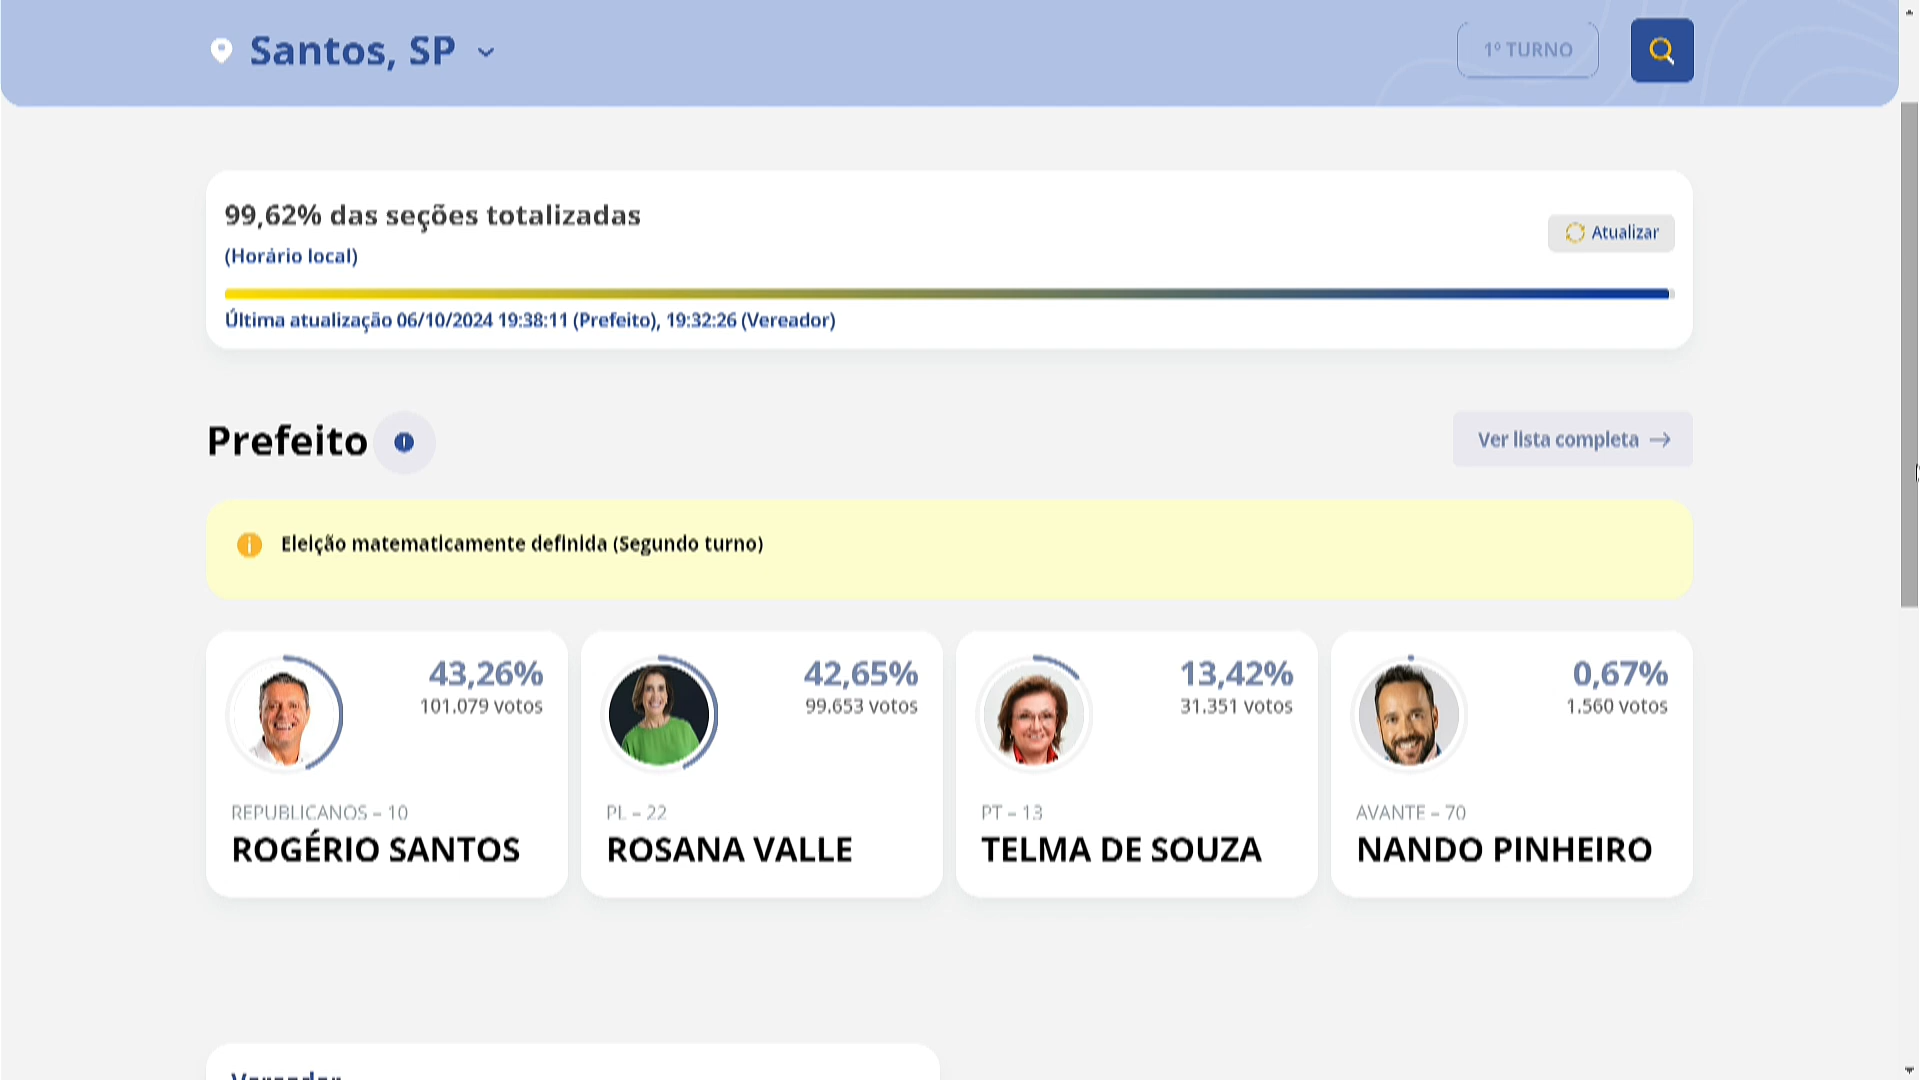 Santos, SP
1º TURNO
99,62% das seções totalizadas
(Horário local)
Atualizar
Última atualização 06/10/2024 19:38:11 (Prefeito), 19:32:26 (Vereador)
Prefeito
Ver lista completa
Eleição matematicamente definida (Segundo turno)
43,26%
101.079 votos
REPUBLICANOS – 10
ROGÉRIO SANTOS
42,65%
99.653 votos
PL – 22
ROSANA VALLE
13,42%
31.351 votos
PT – 13
TELMA DE SOUZA
0,67%
1.560 votos
AVANTE – 70
NANDO PINHEIRO
Vereador